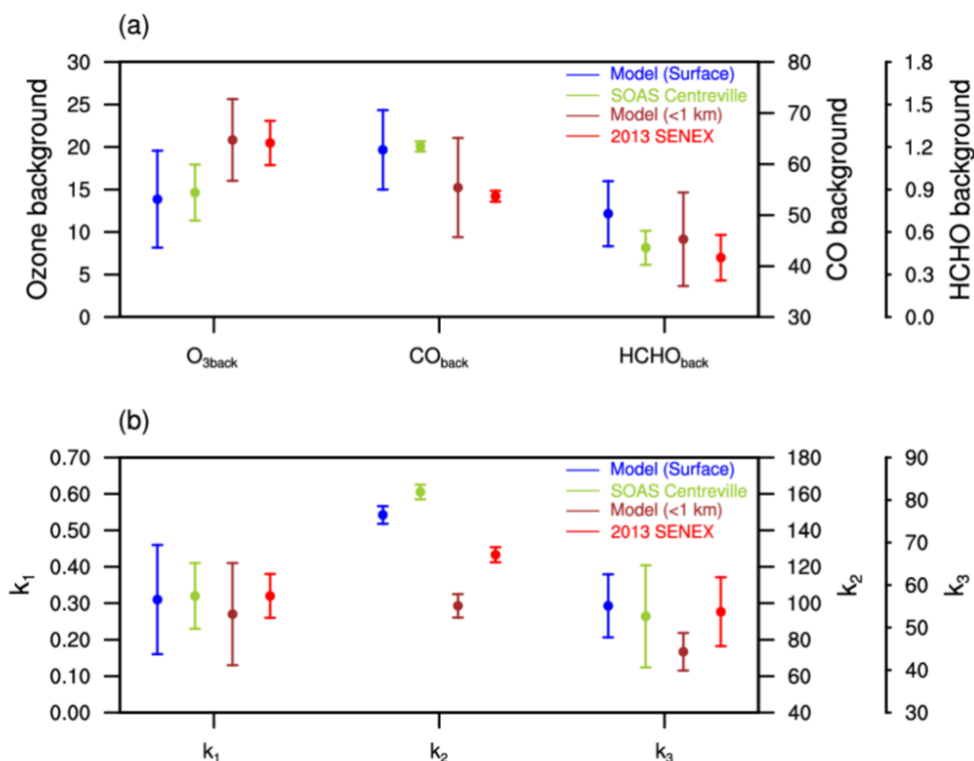 (a)
30
25
20
15
10
5
0
Ozone background
Model (Surface)
SOAS Centreville
Model (<1 km)
2013 SENEX
80
70
60
50
40
30
CO background
1.8
1.5
1.2
0.9
0.6
0.3
0.0
HCHO background
O3back
COback
HCHOback
(b)
0.70
0.60
0.50
0.40
0.30
0.20
0.10
0.00
k1
Model (Surface)
SOAS Centreville
Model (<1 km)
2013 SENEX
180
160
140
120
100
80
60
40
k2
90
80
70
60
50
40
30
k3
k1
k2
k3